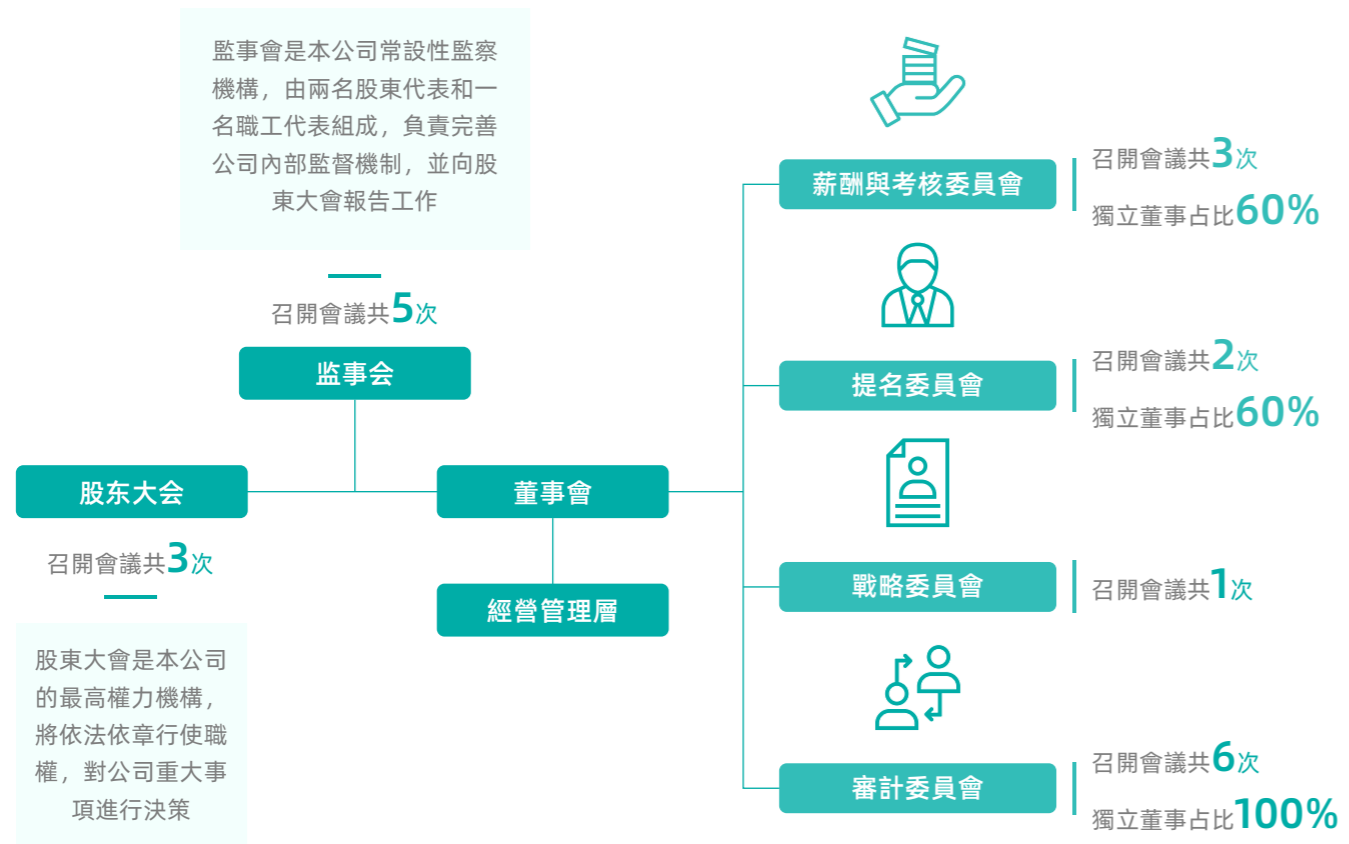 監事會是本公司常設性監察
機構，由兩名股東代表和一
名職工代表組成，負責完善
公司內部監督機制，並向股
東大會報告工作
召開會議共5次
监事会
股东大会
召開會議共3次
股東大會是本公司
的最高權力機構，
將依法依章行使職
權，對公司重大事
項進行決策
董事會
經營管理層
薪酬與考核委員會
召開會議共3次
獨立董事占比60%
提名委員會
召開會議共2次
獨立董事占比60%
戰略委員會
召開會議共1次
審計委員會
召開會議共6次
獨立董事占比100%